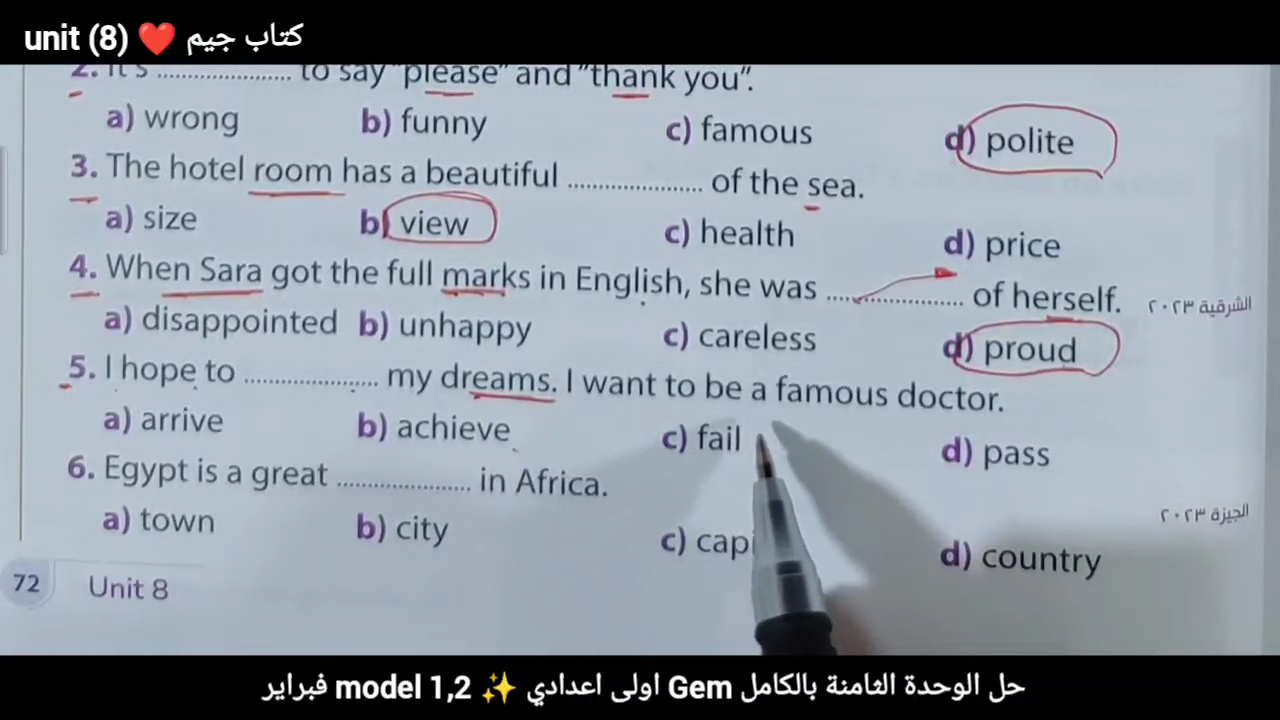 unit (8) ❤️ كتاب جيم
2. It's ..................... to say "please" and "thank you".
a) wrong b) funny c) famous d) polite
3. The hotel room has a beautiful ..................... of the sea.
a) size b) view c) health d) price
4. When Sara got the full marks in English, she was ..................... of herself. الشرقية ٢٠٢٣
a) disappointed b) unhappy c) careless d) proud
5. I hope to ..................... my dreams. I want to be a famous doctor.
a) arrive b) achieve c) fail d) pass
6. Egypt is a great ..................... in Africa. الجيزة ٢٠٢٣
a) town b) city c) d) country
72 Unit 8
حل الوحدة الثامنة بالكامل Gem اولى اعدادي ✨ model 1,2 فبراير